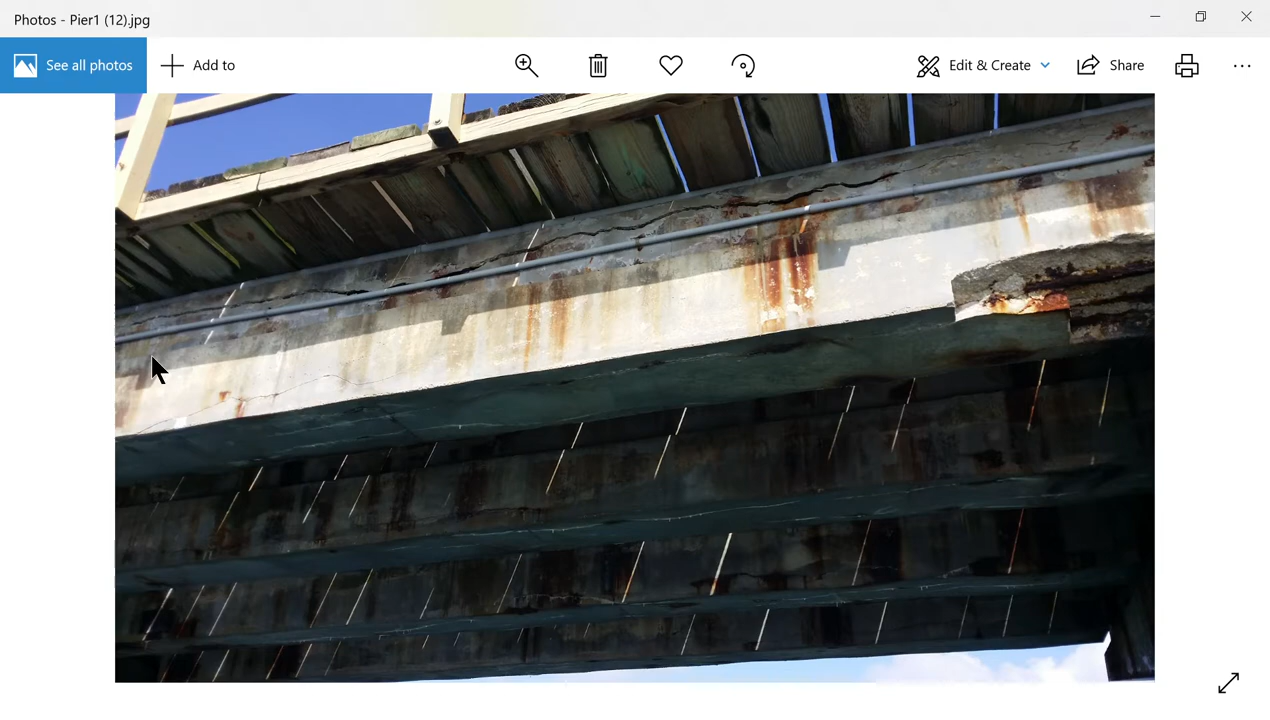 Photos - Pier1 (12).jpg
See all photos
Add to
Edit & Create
Share